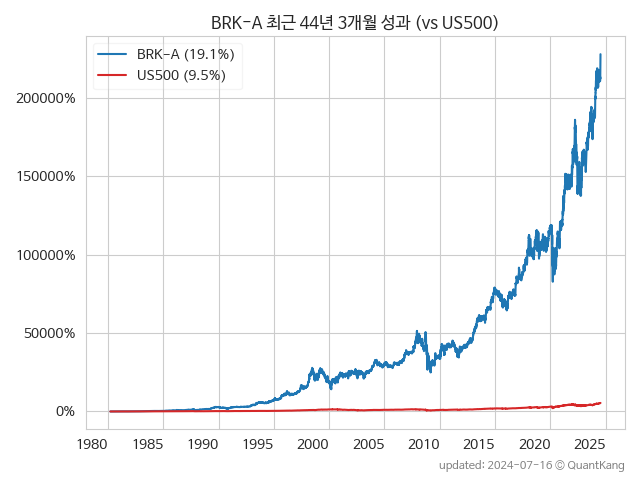 BRK-A 최근 44년 3개월 성과 (vs US500)
BRK-A (19.1%)
US500 (9.5%)
200000%
150000%
100000%
50000%
0%
1980 1985 1990 1995 2000 2005 2010 2015 2020 2025
updated: 2024-07-16 © QuantKang